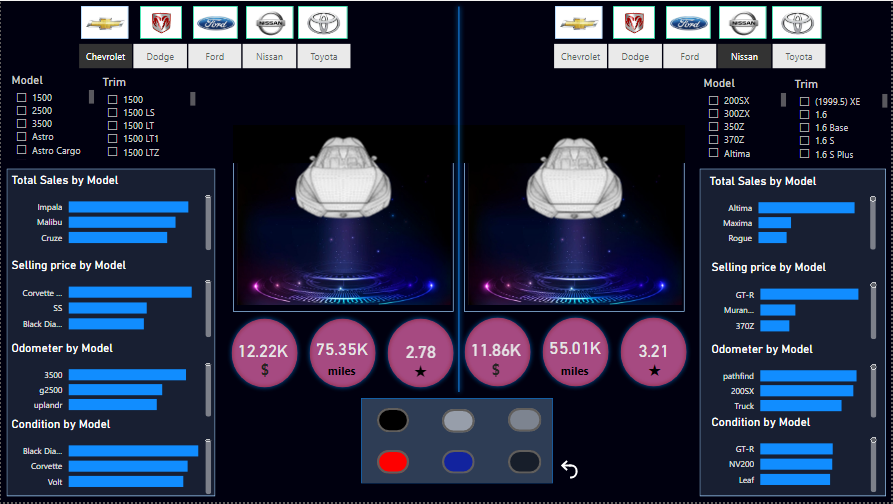 Ford
NISSAN
Ford
NISSAN
Chevrolet
Dodge
Ford
Nissan
Toyota
Chevrolet
Dodge
Ford
Nissan
Toyota
Model
1500
2500
3500
Astro
Astro Cargo
Trim
1500
1500 LS
1500 LT
1500 LT1
1500 LTZ
Total Sales by Model
Impala
Malibu
Cruze
Selling price by Model
Corvette ...
SS
Black Dia...
Odometer by Model
3500
g2500
uplandr
Condition by Model
Black Dia...
Corvette
Volt
12.22K
$
75.35K
miles
2.78
★
11.86K
$
55.01K
miles
3.21
★
Model
200SX
300ZX
350Z
370Z
Altima
Trim
(1999.5) XE
1.6
1.6 Base
1.6 S
1.6 S Plus
Total Sales by Model
Altima
Maxima
Rogue
Selling price by Model
GT-R
Muran...
370Z
Odometer by Model
pathfind
200SX
Truck
Condition by Model
GT-R
NV200
Leaf